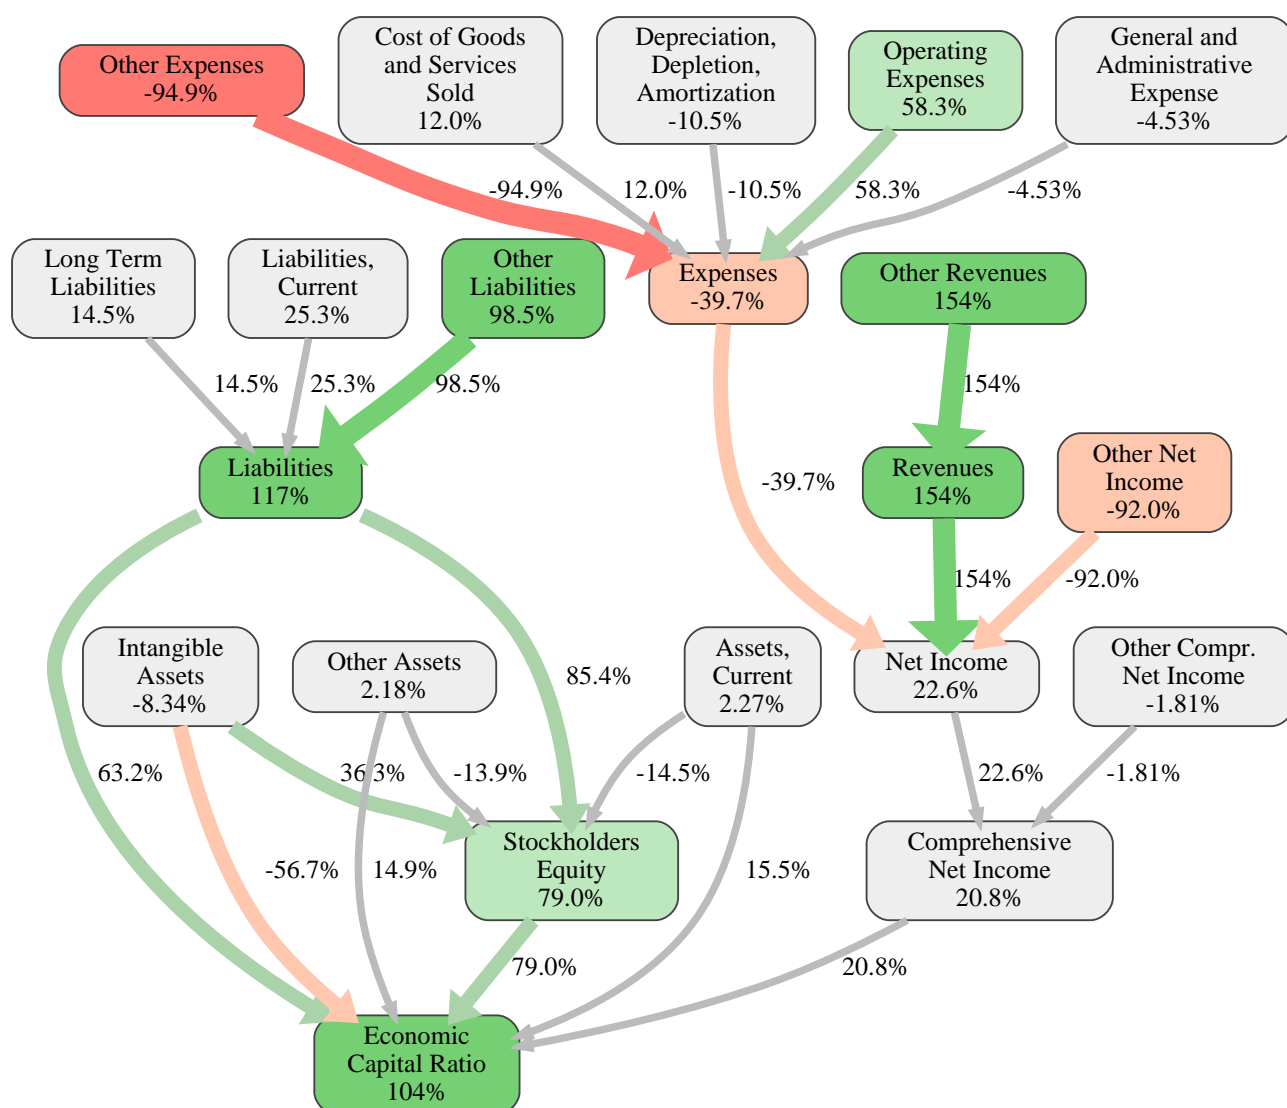 Other Expenses
-94.9%
Cost of Goods
and Services
Sold
12.0%
Depreciation,
Depletion,
Amortization
-10.5%
Operating
Expenses
58.3%
General and
Administrative
Expense
-4.53%
-94.9%
12.0%
-10.5%
58.3%
-4.53%
Long Term
Liabilities
14.5%
Liabilities,
Current
25.3%
Other
Liabilities
98.5%
Expenses
-39.7%
Other Revenues
154%
14.5%
25.3%
98.5%
154%
Liabilities
117%
-39.7%
Revenues
154%
Other Net
Income
-92.0%
154%
-92.0%
Intangible
Assets
-8.34%
Other Assets
2.18%
85.4%
Assets,
Current
2.27%
Net Income
22.6%
Other Compr.
Net Income
-1.81%
63.2%
36.3%
-13.9%
-14.5%
22.6%
-1.81%
Stockholders
Equity
79.0%
Comprehensive
Net Income
20.8%
-56.7%
14.9%
15.5%
79.0%
20.8%
Economic
Capital Ratio
104%